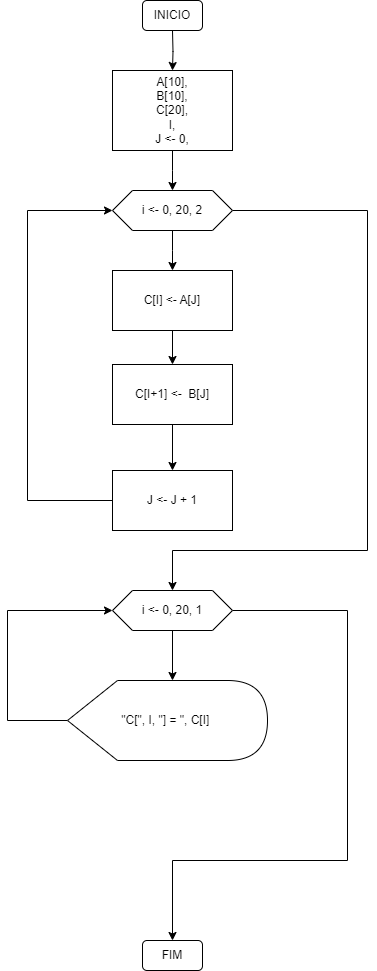 INICIO
A[10],
B[10],
C[20],
I,
J <- 0,
i <- 0, 20, 2
C[I] <- A[J]
C[I+1] <- B[J]
J <- J + 1
i <- 0, 20, 1
"C[", I, "] = ", C[I]
FIM